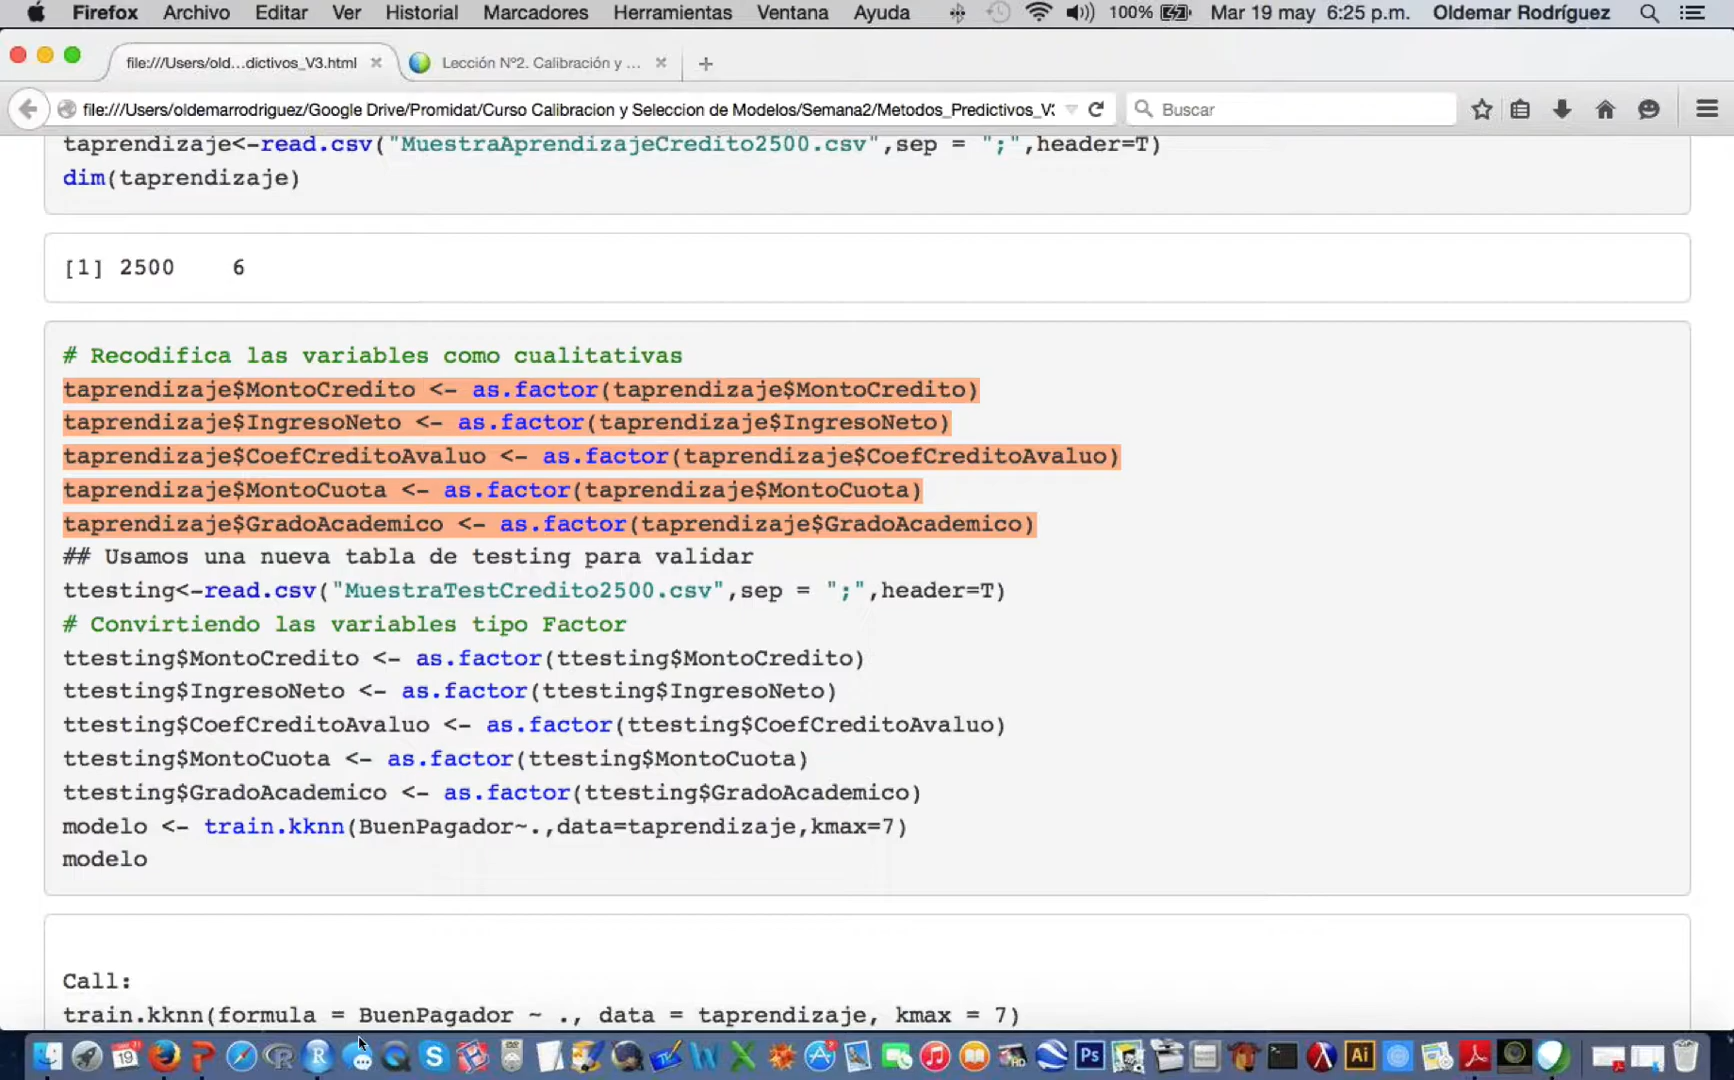 Firefox Archivo Editar Ver Historial Marcadores Herramientas Ventana Ayuda 100% Mar 19 may 6:25 p.m. Oldemar Rodríguez
file:///Users/old...dictivos_V3.html Lección Nº2. Calibración y ...
file:///Users/oldemarrodriguez/Google Drive/Promidat/Curso Calibracion y Seleccion de Modelos/Semana2/Metodos_Predictivos_V: Buscar
taprendizaje<-read.csv("MuestraAprendizajeCredito2500.csv",sep = ";",header=T)
dim(taprendizaje)
[1] 2500 6
# Recodifica las variables como cualitativas
taprendizaje$MontoCredito <- as.factor(taprendizaje$MontoCredito)
taprendizaje$IngresoNeto <- as.factor(taprendizaje$IngresoNeto)
taprendizaje$CoefCreditoAvaluo <- as.factor(taprendizaje$CoefCreditoAvaluo)
taprendizaje$MontoCuota <- as.factor(taprendizaje$MontoCuota)
taprendizaje$GradoAcademico <- as.factor(taprendizaje$GradoAcademico)
## Usamos una nueva tabla de testing para validar
ttesting<-read.csv("MuestraTestCredito2500.csv",sep = ";",header=T)
# Convirtiendo las variables tipo Factor
ttesting$MontoCredito <- as.factor(ttesting$MontoCredito)
ttesting$IngresoNeto <- as.factor(ttesting$IngresoNeto)
ttesting$CoefCreditoAvaluo <- as.factor(ttesting$CoefCreditoAvaluo)
ttesting$MontoCuota <- as.factor(ttesting$MontoCuota)
ttesting$GradoAcademico <- as.factor(ttesting$GradoAcademico)
modelo <- train.kknn(BuenPagador~.,data=taprendizaje,kmax=7)
modelo
Call:
train.kknn(formula = BuenPagador ~ ., data = taprendizaje, kmax = 7)